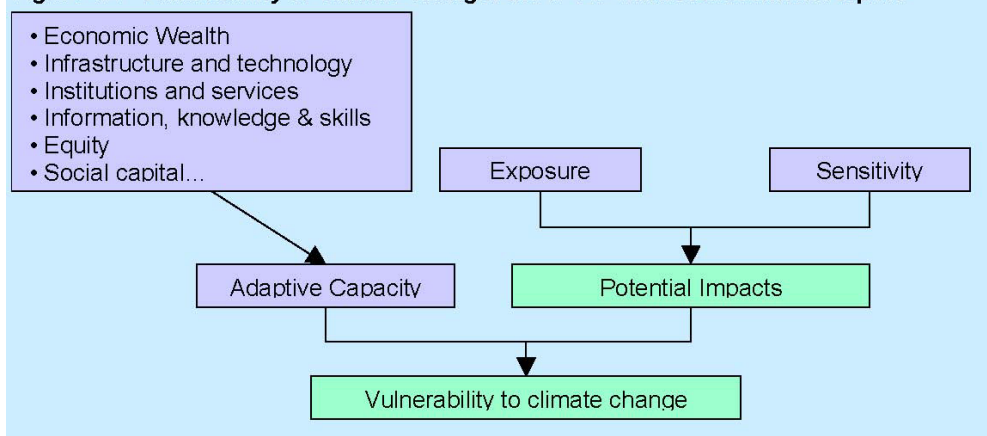 • Economic Wealth
• Infrastructure and technology
• Institutions and services
• Information, knowledge & skills
• Equity
• Social capital...
Exposure
Sensitivity
Adaptive Capacity
Potential Impacts
Vulnerability to climate change